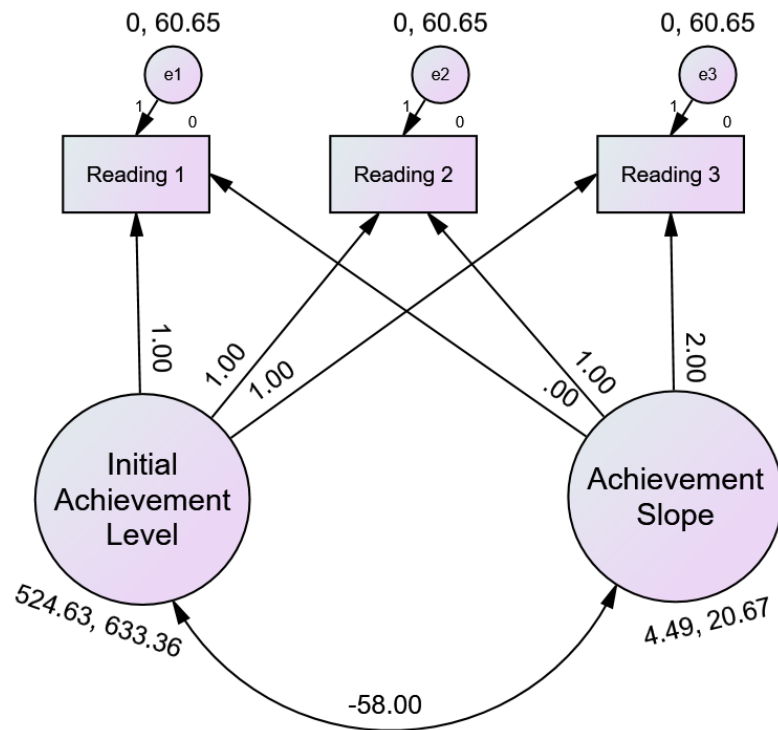 0, 60.65
0, 60.65
0, 60.65
e1
e2
e3
1
0
1
0
1
0
Reading 1
Reading 2
Reading 3
1.00
1.00
1.00
.00
1.00
2.00
Initial
Achievement
Level
Achievement
Slope
524.63, 633.36
4.49, 20.67
-58.00